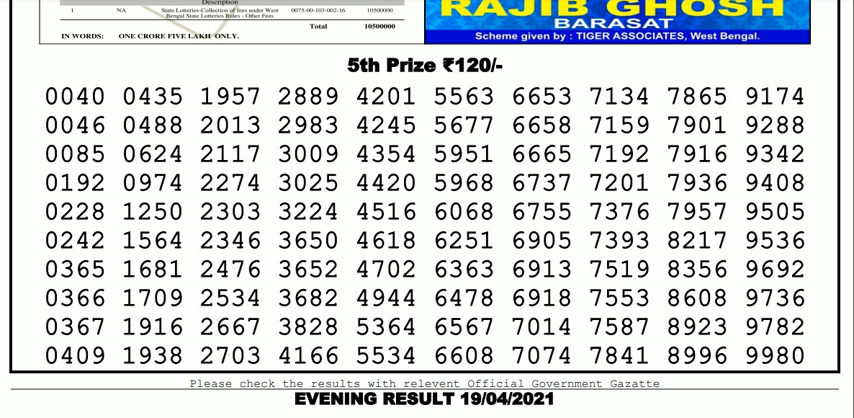 Description
1 NA State Lotteries-Collection of fees under West 0075-00-103-002-16 10500000
Bengal State Lotteries Rules - Other Fees
Total 10500000
IN WORDS: ONE CRORE FIVE LAKH ONLY.
RAJIB GHOSH
BARASAT
Scheme given by : TIGER ASSOCIATES, West Bengal.
5th Prize ₹120/-
0040 0435 1957 2889 4201 5563 6653 7134 7865 9174
0046 0488 2013 2983 4245 5677 6658 7159 7901 9288
0085 0624 2117 3009 4354 5951 6665 7192 7916 9342
0192 0974 2274 3025 4420 5968 6737 7201 7936 9408
0228 1250 2303 3224 4516 6068 6755 7376 7957 9505
0242 1564 2346 3650 4618 6251 6905 7393 8217 9536
0365 1681 2476 3652 4702 6363 6913 7519 8356 9692
0366 1709 2534 3682 4944 6478 6918 7553 8608 9736
0367 1916 2667 3828 5364 6567 7014 7587 8923 9782
0409 1938 2703 4166 5534 6608 7074 7841 8996 9980
Please check the results with relevent Official Government Gazatte
EVENING RESULT 19/04/2021